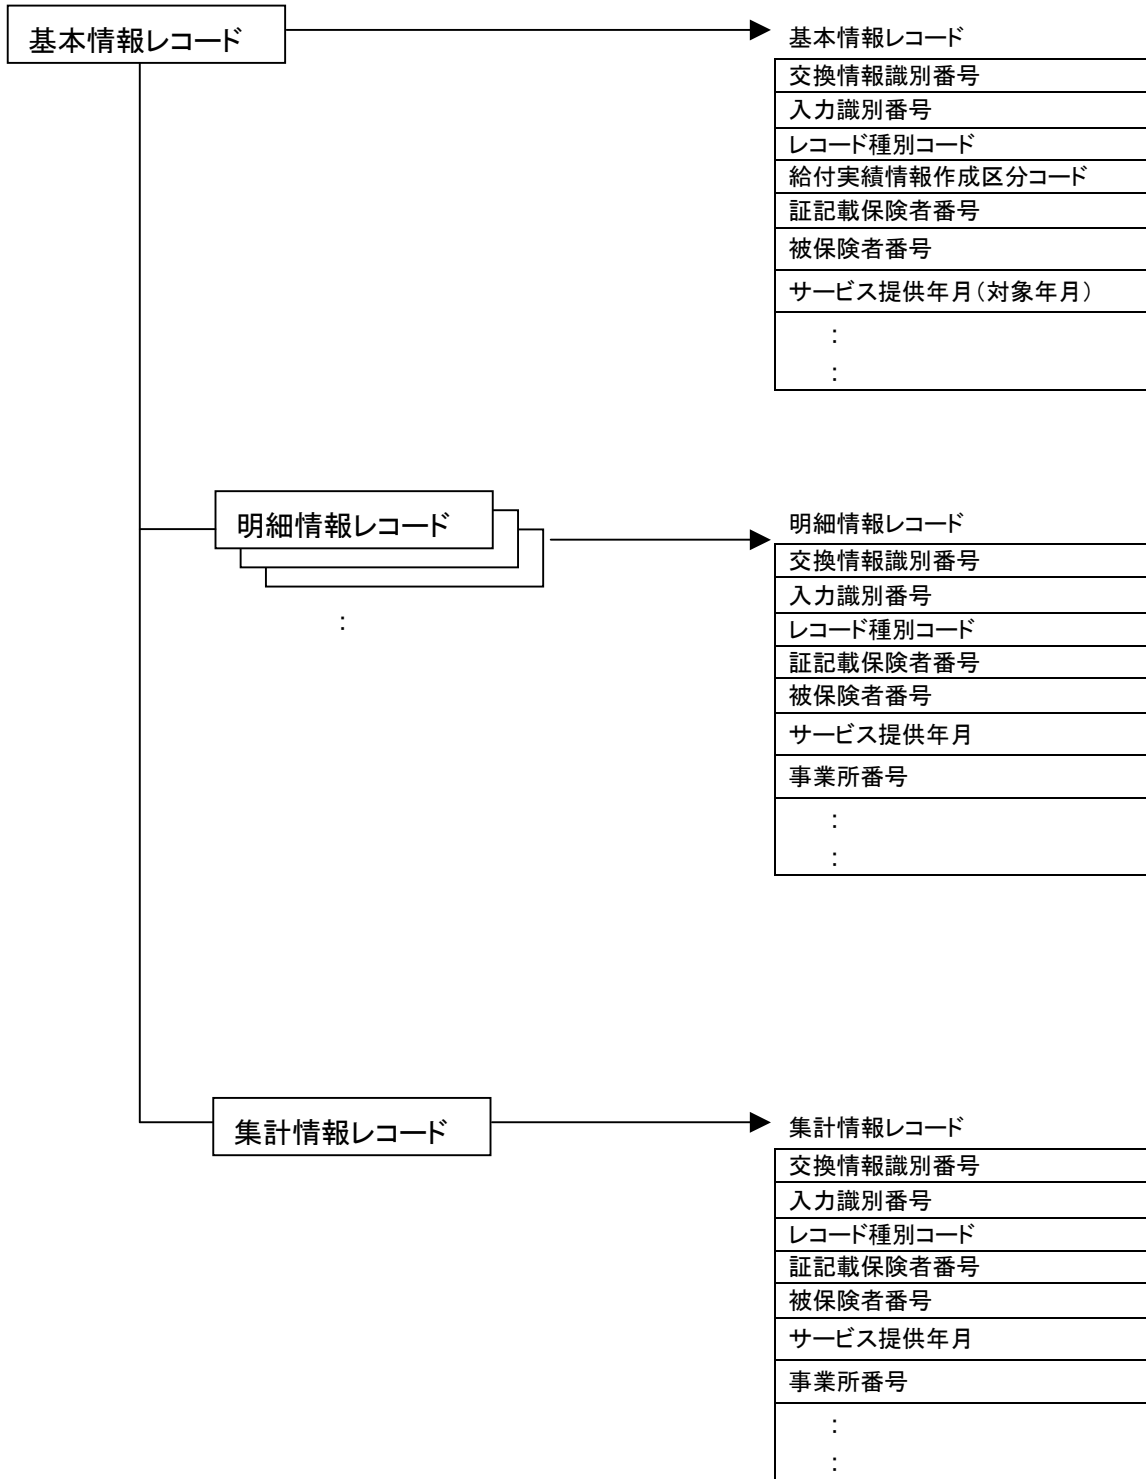 基本情報レコード
基本情報レコード
交換情報識別番号
入力識別番号
レコード種別コード
給付実績情報作成区分コード
証記載保険者番号
被保険者番号
サービス提供年月(対象年月)
:
:
明細情報レコード
:
明細情報レコード
交換情報識別番号
入力識別番号
レコード種別コード
証記載保険者番号
被保険者番号
サービス提供年月
事業所番号
:
:
集計情報レコード
集計情報レコード
交換情報識別番号
入力識別番号
レコード種別コード
証記載保険者番号
被保険者番号
サービス提供年月
事業所番号
:
: